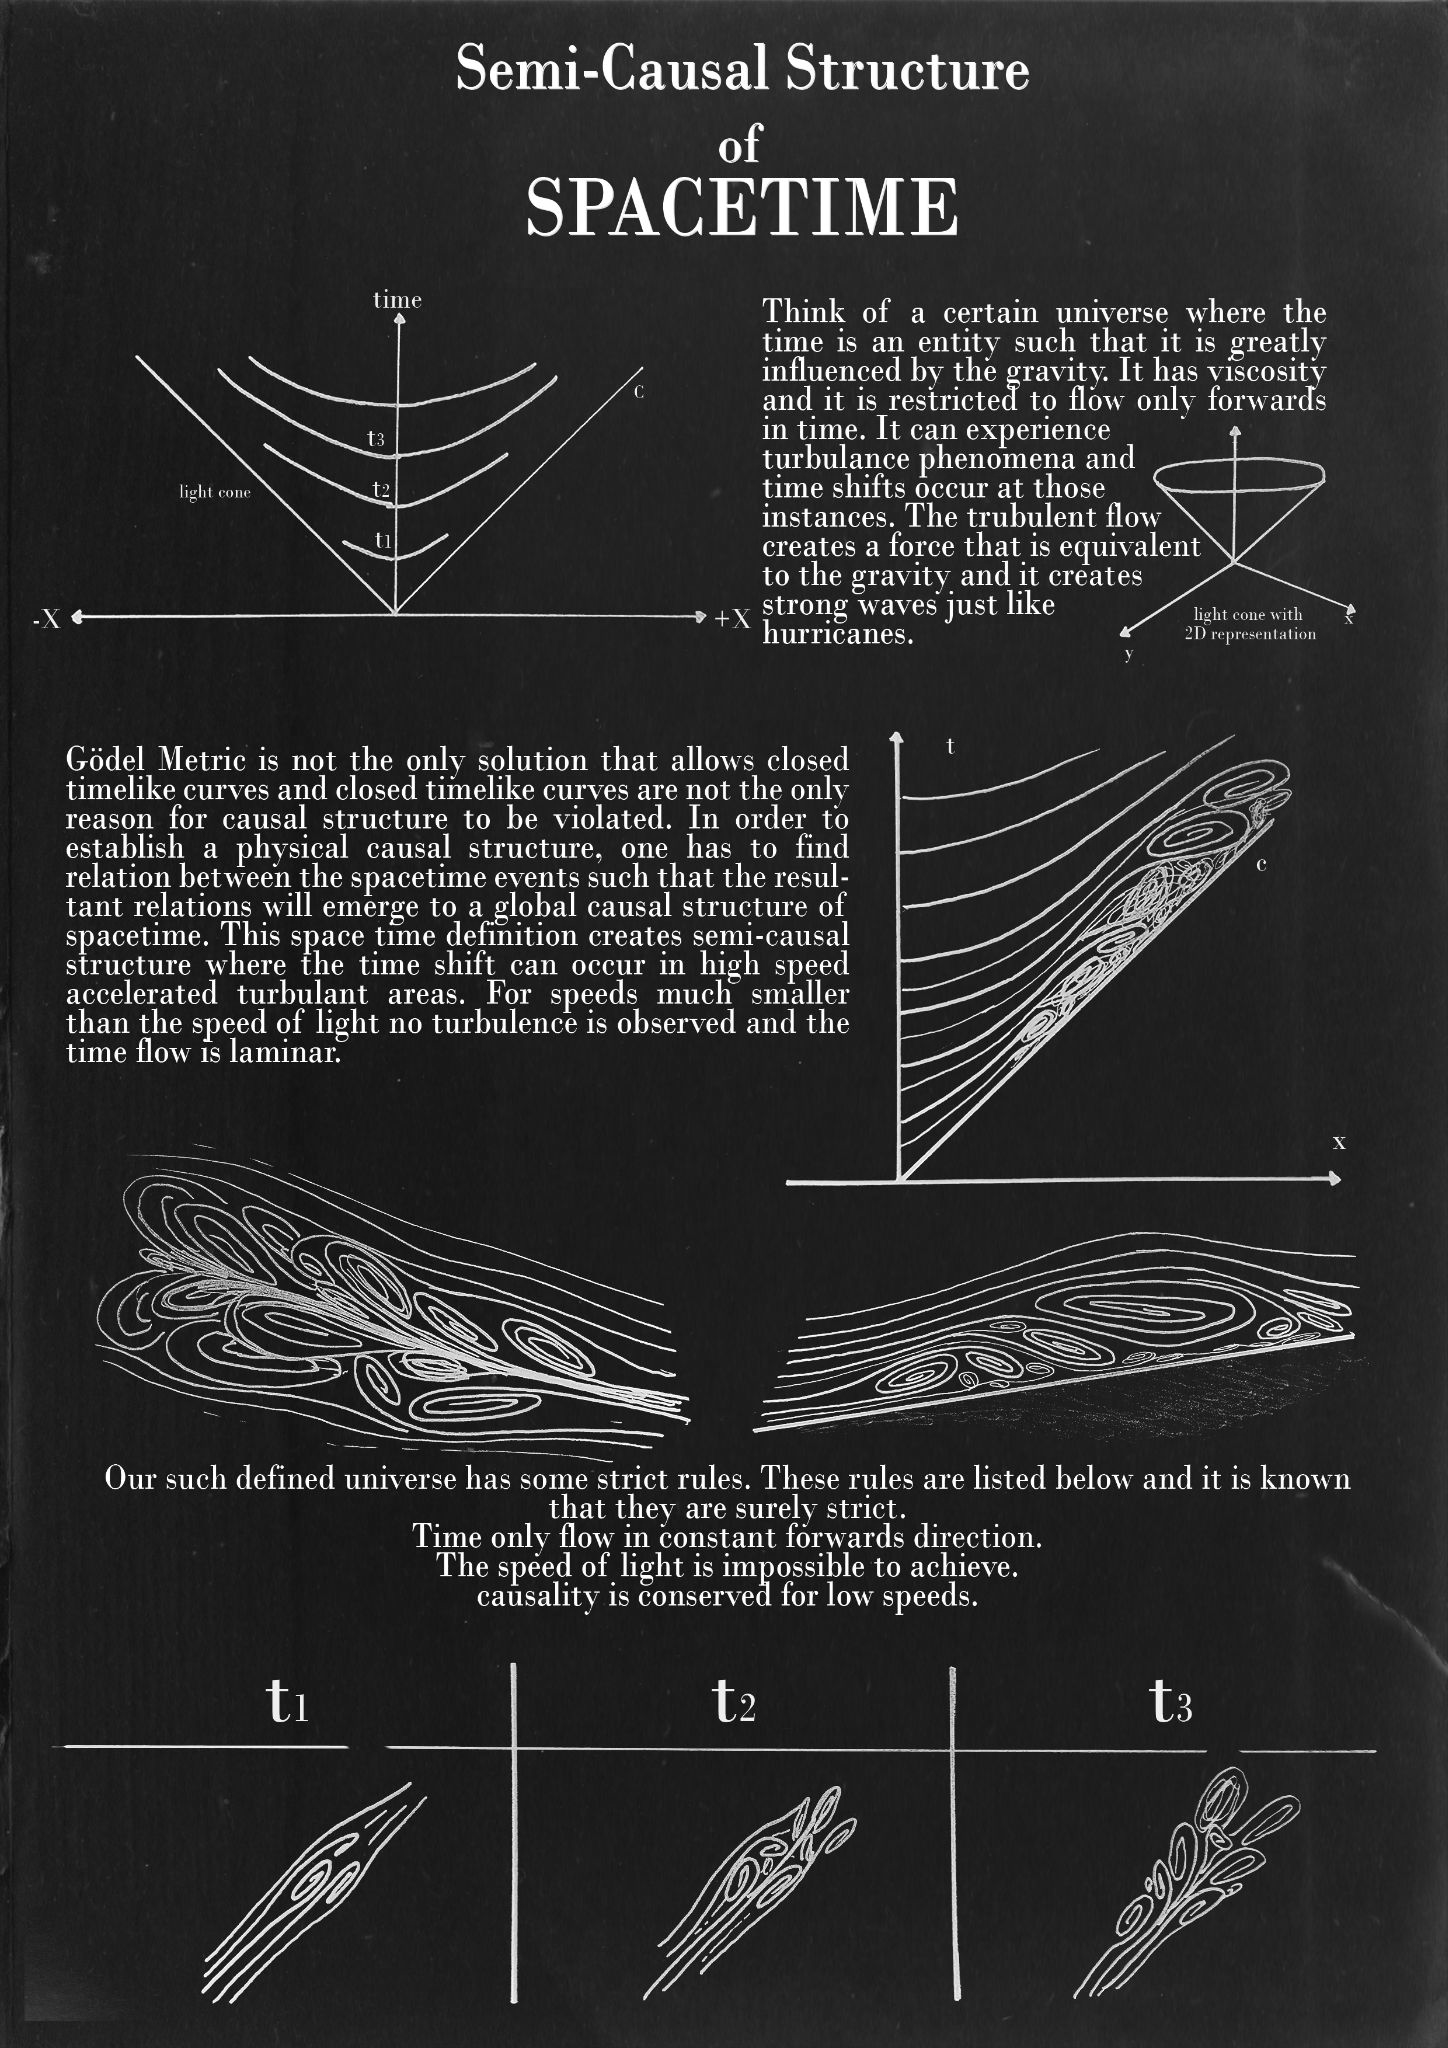 Semi-Causal Structure
of
SPACETIME
time
C
t3
light cone
t2
t1
-X
+X
Think of a certain universe where the
time is an entity such that it is greatly
influenced by the gravity. It has viscosity
and it is restricted to flow only forwards
in time. It can experience
turbulance phenomena and
time shifts occur at those
instances. The trubulent flow
creates a force that is equivalent
to the gravity and it creates
strong waves just like
hurricanes.
light cone with
2D representation
x
y
Gödel Metric is not the only solution that allows closed
timelike curves and closed timelike curves are not the only
reason for causal structure to be violated. In order to
establish a physical causal structure, one has to find
relation between the spacetime events such that the resul-
tant relations will emerge to a global causal structure of
spacetime. This space time definition creates semi-causal
structure where the time shift can occur in high speed
accelerated turbulant areas. For speeds much smaller
than the speed of light no turbulence is observed and the
time flow is laminar.
t
c
x
Our such defined universe has some strict rules. These rules are listed below and it is known
that they are surely strict.
Time only flow in constant forwards direction.
The speed of light is impossible to achieve.
causality is conserved for low speeds.
t1
t2
t3